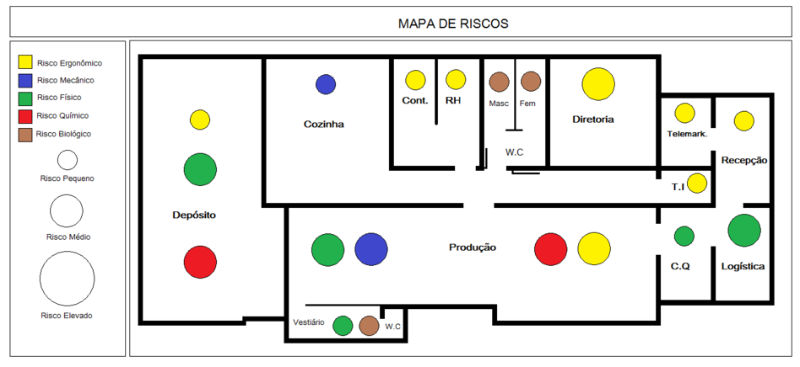 MAPA DE RISCOS
Risco Ergonômico
Risco Mecânico
Risco Físico
Risco Químico
Risco Biológico
Risco Pequeno
Risco Médio
Risco Elevado
Cozinha
Cont.
RH
Masc
Fem
W.C
Diretoria
Telemark.
Recepção
T.I
Depósito
Produção
C.Q
Logística
Vestiário
W.C